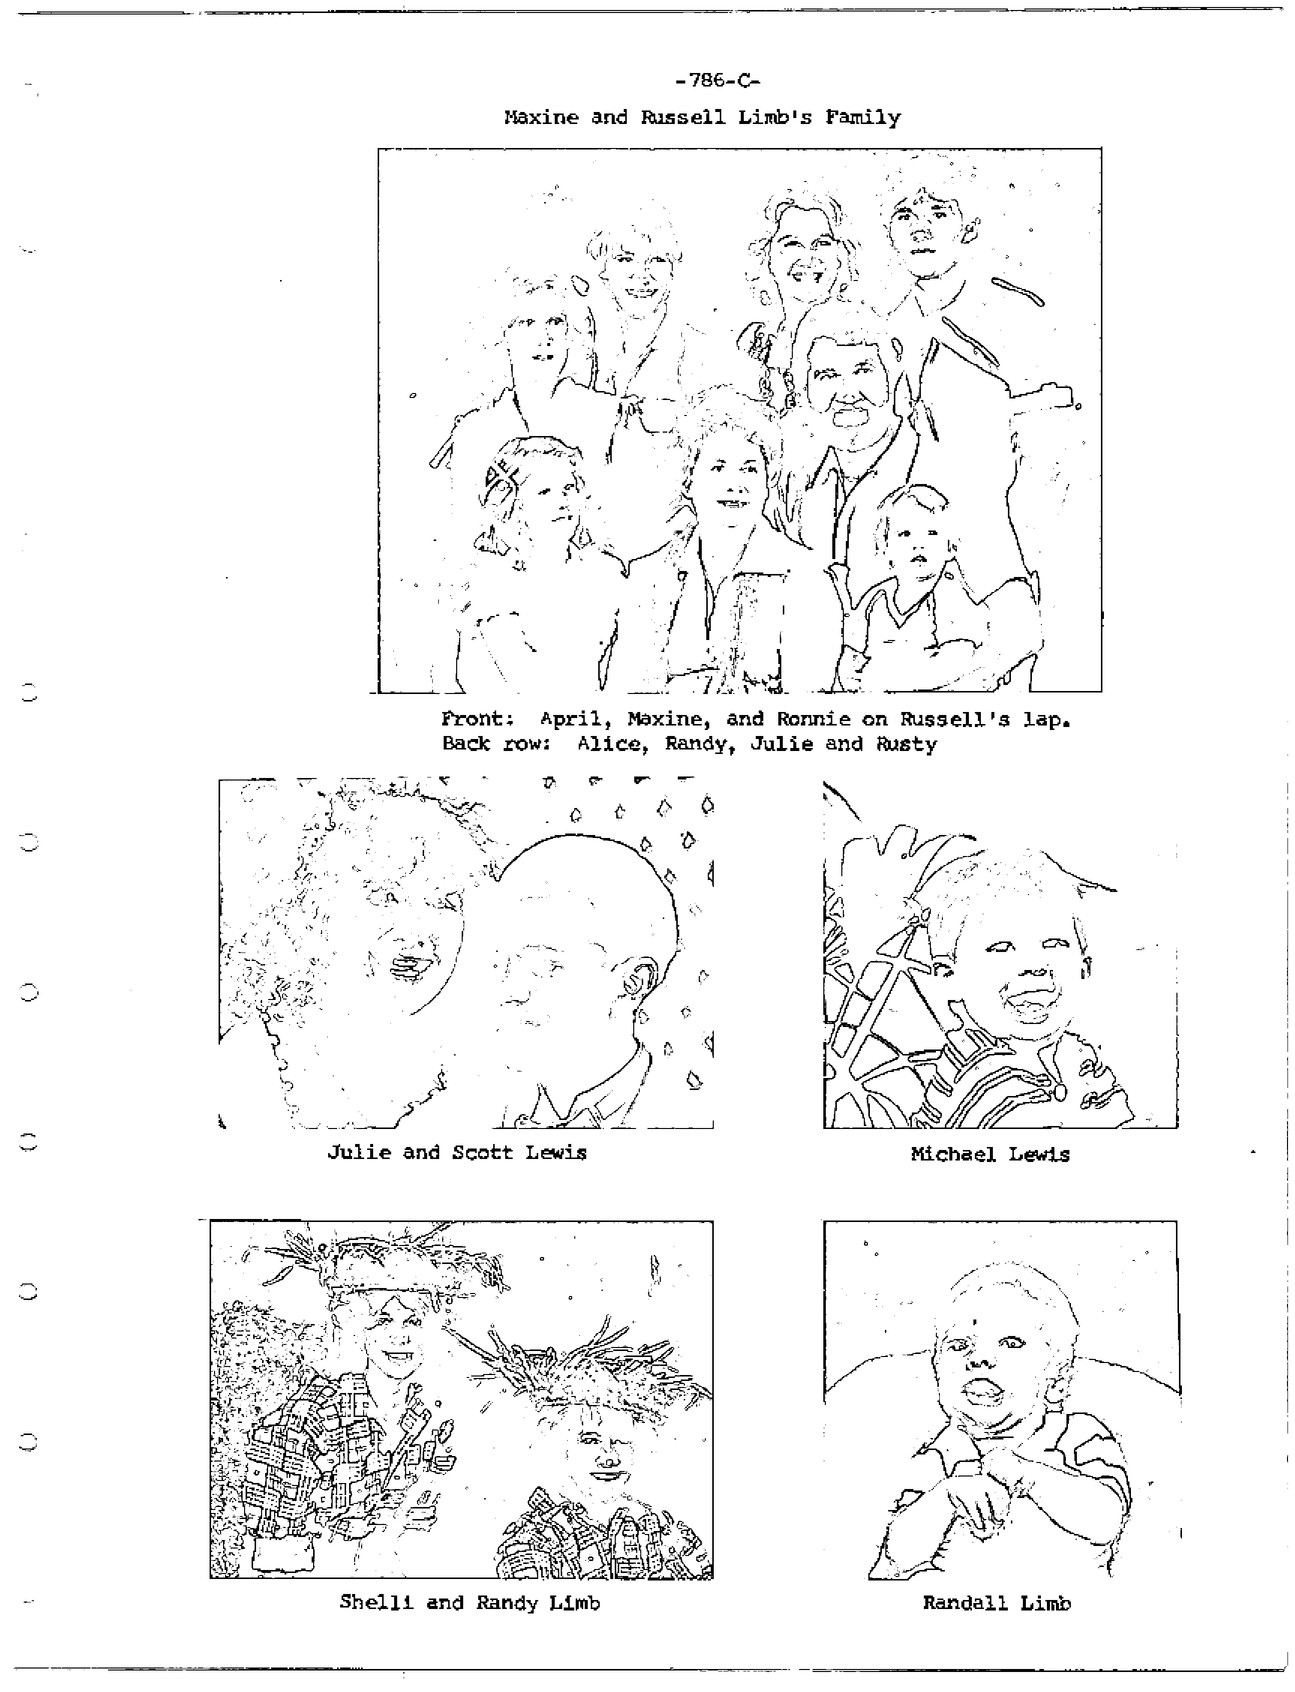 -786-C-
Maxine and Russell Limb's Family
Front: April, Maxine, and Ronnie on Russell's lap.
Back row: Alice, Randy, Julie and Rusty
Julie and Scott Lewis
Michael Lewis
Shelli and Randy Limb
Randall Limb